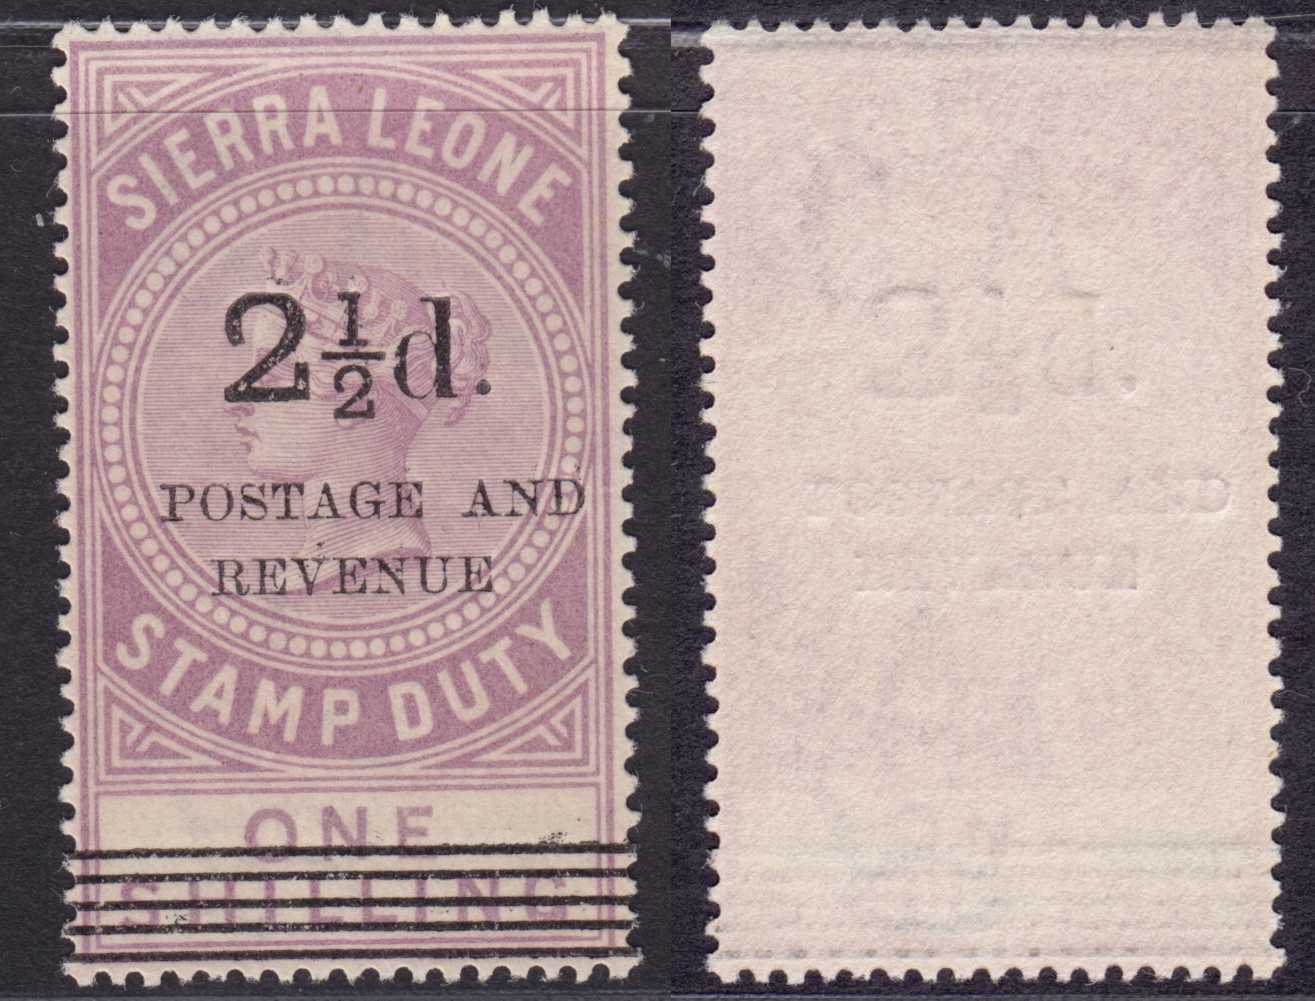 SIERRA LEONE
2½d.
POSTAGE AND
REVENUE
STAMP DUTY
ONE
SHILLING